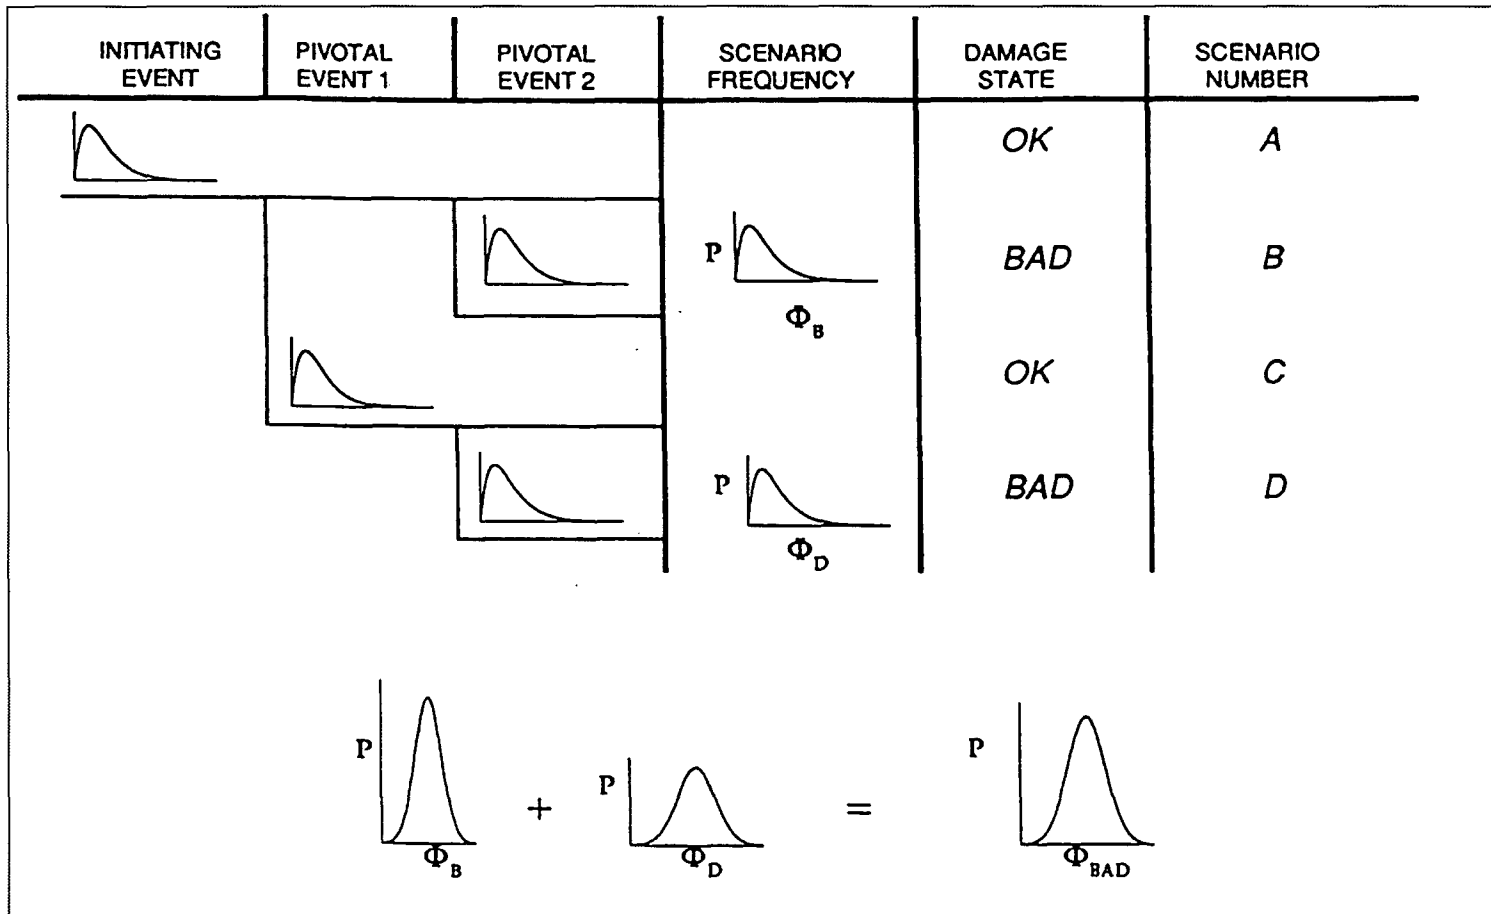 INITIATING EVENT
PIVOTAL EVENT 1
PIVOTAL EVENT 2
SCENARIO FREQUENCY
DAMAGE STATE
SCENARIO NUMBER
OK
A
P
Φ_B
BAD
B
OK
C
P
Φ_D
BAD
D
P
Φ_B
+
P
Φ_D
=
P
Φ_BAD